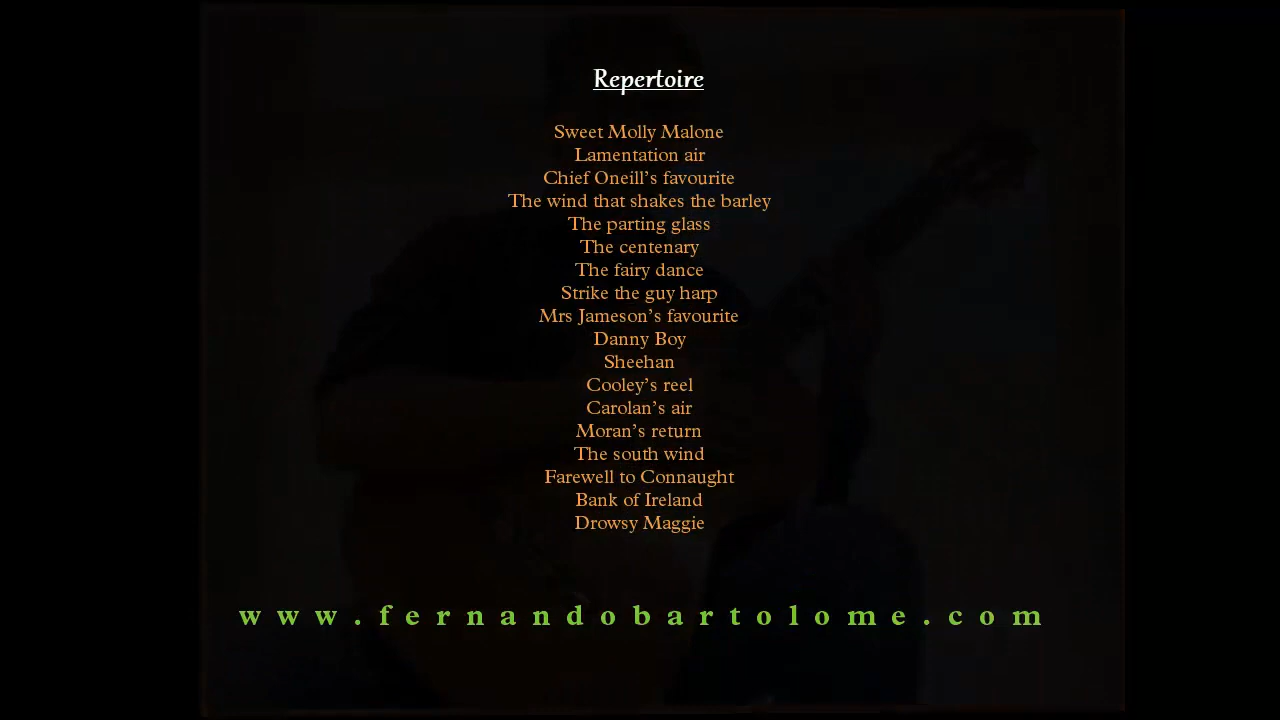 Repertoire
Sweet Molly Malone
Lamentation air
Chief Oneill's favourite
The wind that shakes the barley
The parting glass
The centenary
The fairy dance
Strike the guy harp
Mrs Jameson's favourite
Danny Boy
Sheehan
Cooley's reel
Carolan's air
Moran's return
The south wind
Farewell to Connaught
Bank of Ireland
Drowsy Maggie
www.fernandobartolome.com